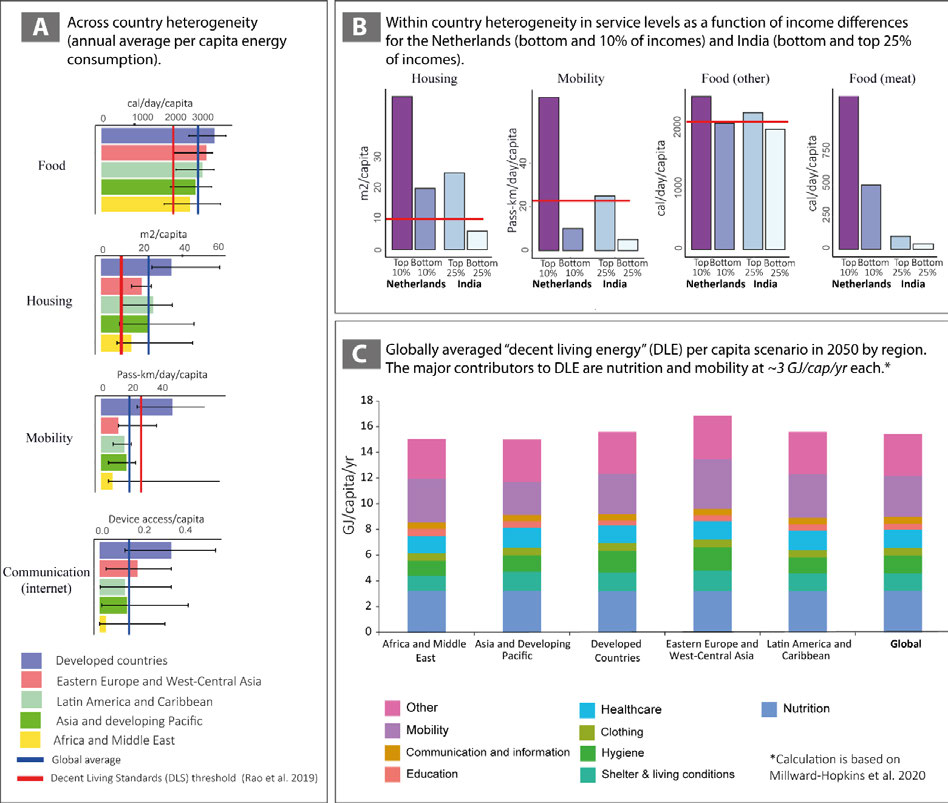 A
Across country heterogeneity
(annual average per capita energy
consumption).
cal/day/capita
0 1000 2000 3000
Food
m2/capita
0 20 40 60
Housing
Pass-km/day/capita
0 20 40
Mobility
Device access/capita
0.0 0.2 0.4
Communication
(internet)
Developed countries
Eastern Europe and West-Central Asia
Latin America and Caribbean
Asia and developing Pacific
Africa and Middle East
Global average
Decent Living Standards (DLS) threshold (Rao et al. 2019)
B
Within country heterogeneity in service levels as a function of income differences
for the Netherlands (bottom and 10% of incomes) and India (bottom and top 25%
of incomes).
Housing
m2/capita
30
20
10
0
Top Bottom Top Bottom
10% 10% 25% 25%
Netherlands India
Mobility
Pass-km/day/capita
40
20
0
Top Bottom Top Bottom
10% 10% 25% 25%
Netherlands India
Food (other)
cal/day/capita
2000
1000
0
Top Bottom Top Bottom
10% 10% 25% 25%
Netherlands India
Food (meat)
cal/day/capita
750
500
250
0
Top Bottom Top Bottom
10% 10% 25% 25%
Netherlands India
C
Globally averaged “decent living energy” (DLE) per capita scenario in 2050 by region.
The major contributors to DLE are nutrition and mobility at ~3 GJ/cap/yr each.*
GJ/capita/yr
18
16
14
12
10
8
6
4
2
0
Africa and Middle
East
Asia and Developing
Pacific
Developed
Countries
Eastern Europe and
West-Central Asia
Latin America and
Caribbean
Global
Other
Mobility
Communication and information
Education
Healthcare
Clothing
Hygiene
Shelter & living conditions
Nutrition
*Calculation is based on
Millward-Hopkins et al. 2020